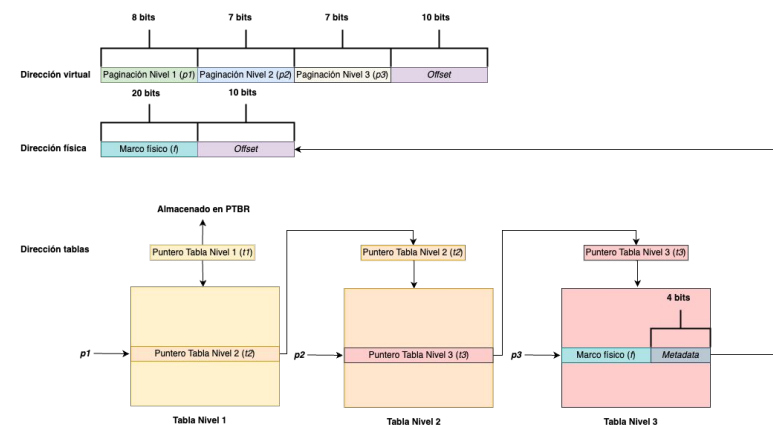 8 bits 7 bits 7 bits 10 bits
Dirección virtual Paginación Nivel 1 (p1) Paginación Nivel 2 (p2) Paginación Nivel 3 (p3) Offset
20 bits 10 bits
Dirección física Marco físico (f) Offset
Almacenado en PTBR
Dirección tablas Puntero Tabla Nivel 1 (t1) Puntero Tabla Nivel 2 (t2) Puntero Tabla Nivel 3 (t3)
4 bits
p1 Puntero Tabla Nivel 2 (t2) p2 Puntero Tabla Nivel 3 (t3) p3 Marco físico (f) Metadata
Tabla Nivel 1 Tabla Nivel 2 Tabla Nivel 3